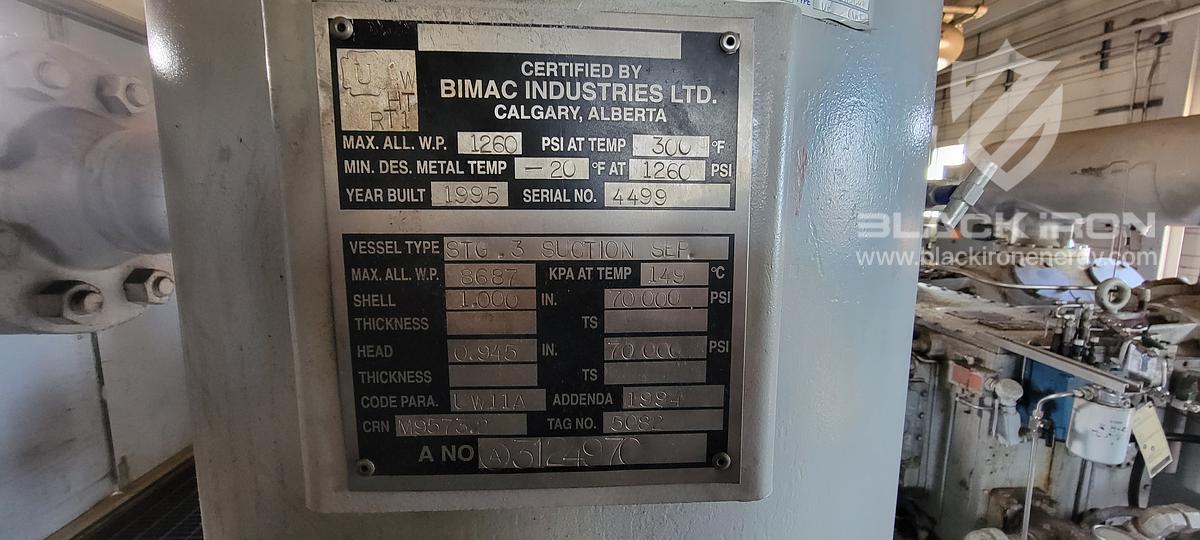 U W
HT
RT1
CERTIFIED BY
BIMAC INDUSTRIES LTD.
CALGARY, ALBERTA
MAX. ALL. W.P. 1260 PSI AT TEMP 300 °F
MIN. DES. METAL TEMP -20 °F AT 1260 PSI
YEAR BUILT 1995 SERIAL NO. 4499
VESSEL TYPE STG.3 SUCTION SEP.
MAX. ALL. W.P. 8687 KPA AT TEMP 149 °C
SHELL 1.000 IN. 70 000 PSI
THICKNESS TS
HEAD 0.945 IN. 70 000 PSI
THICKNESS TS
CODE PARA. UW11A ADDENDA 1994
CRN M9573.2 TAG NO. 5082
A NO A0312497
BLACK IRON
www.blackironenergy.com
TYPE